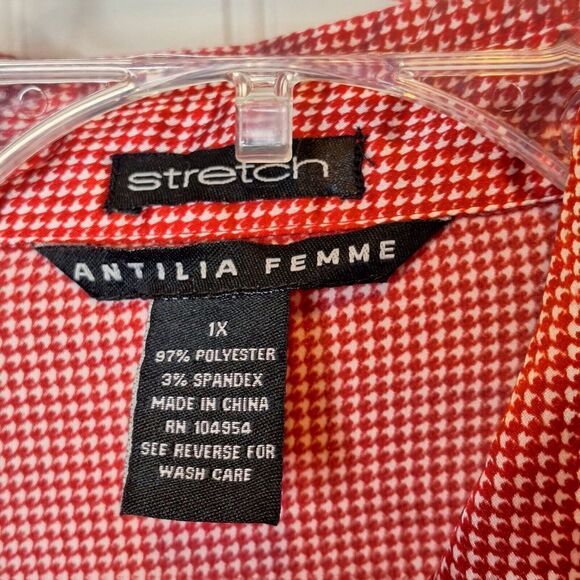 stretch
ANTILIA FEMME
1X
97% POLYESTER
3% SPANDEX
MADE IN CHINA
RN 104954
SEE REVERSE FOR
WASH CARE